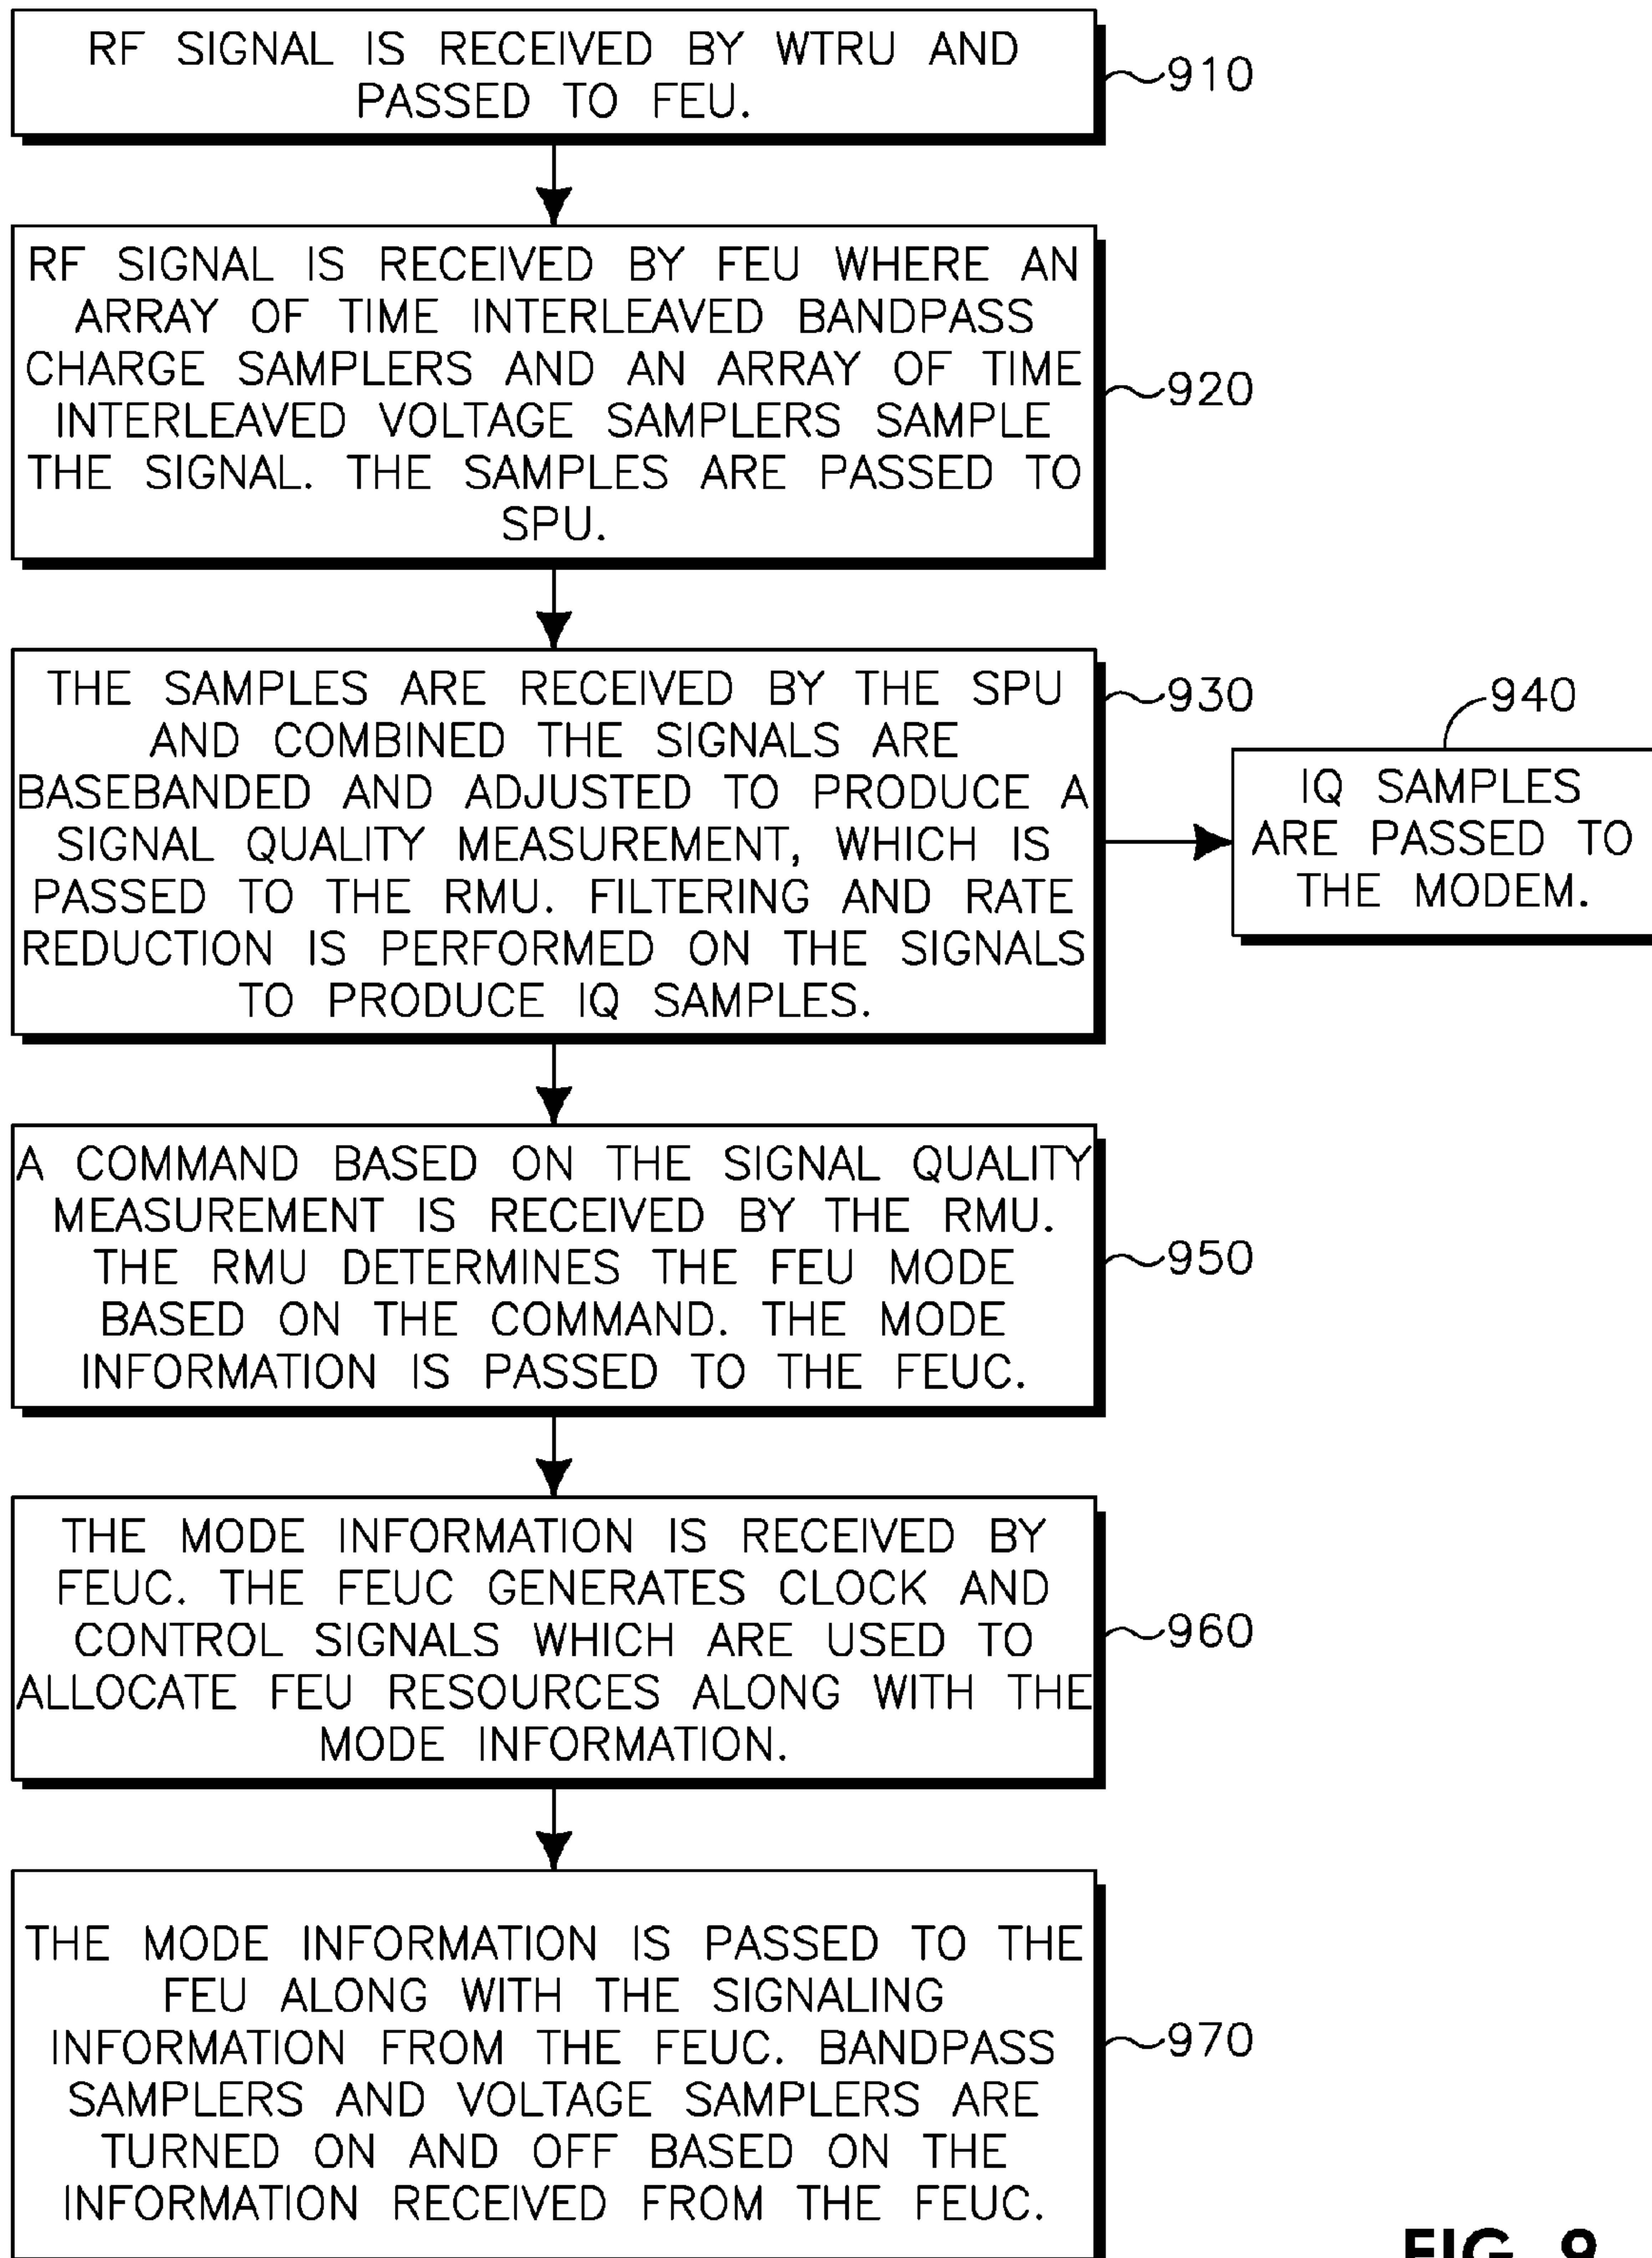 RF SIGNAL IS RECEIVED BY WTRU AND
PASSED TO FEU.
910
RF SIGNAL IS RECEIVED BY FEU WHERE AN
ARRAY OF TIME INTERLEAVED BANDPASS
CHARGE SAMPLERS AND AN ARRAY OF TIME
INTERLEAVED VOLTAGE SAMPLERS SAMPLE
THE SIGNAL. THE SAMPLES ARE PASSED TO
SPU.
920
THE SAMPLES ARE RECEIVED BY THE SPU
AND COMBINED THE SIGNALS ARE
BASEBANDED AND ADJUSTED TO PRODUCE A
SIGNAL QUALITY MEASUREMENT, WHICH IS
PASSED TO THE RMU. FILTERING AND RATE
REDUCTION IS PERFORMED ON THE SIGNALS
TO PRODUCE IQ SAMPLES.
930
940
IQ SAMPLES
ARE PASSED TO
THE MODEM.
A COMMAND BASED ON THE SIGNAL QUALITY
MEASUREMENT IS RECEIVED BY THE RMU.
THE RMU DETERMINES THE FEU MODE
BASED ON THE COMMAND. THE MODE
INFORMATION IS PASSED TO THE FEUC.
950
THE MODE INFORMATION IS RECEIVED BY
FEUC. THE FEUC GENERATES CLOCK AND
CONTROL SIGNALS WHICH ARE USED TO
ALLOCATE FEU RESOURCES ALONG WITH THE
MODE INFORMATION.
960
THE MODE INFORMATION IS PASSED TO THE
FEU ALONG WITH THE SIGNALING
INFORMATION FROM THE FEUC. BANDPASS
SAMPLERS AND VOLTAGE SAMPLERS ARE
TURNED ON AND OFF BASED ON THE
INFORMATION RECEIVED FROM THE FEUC.
970
FIG. 9